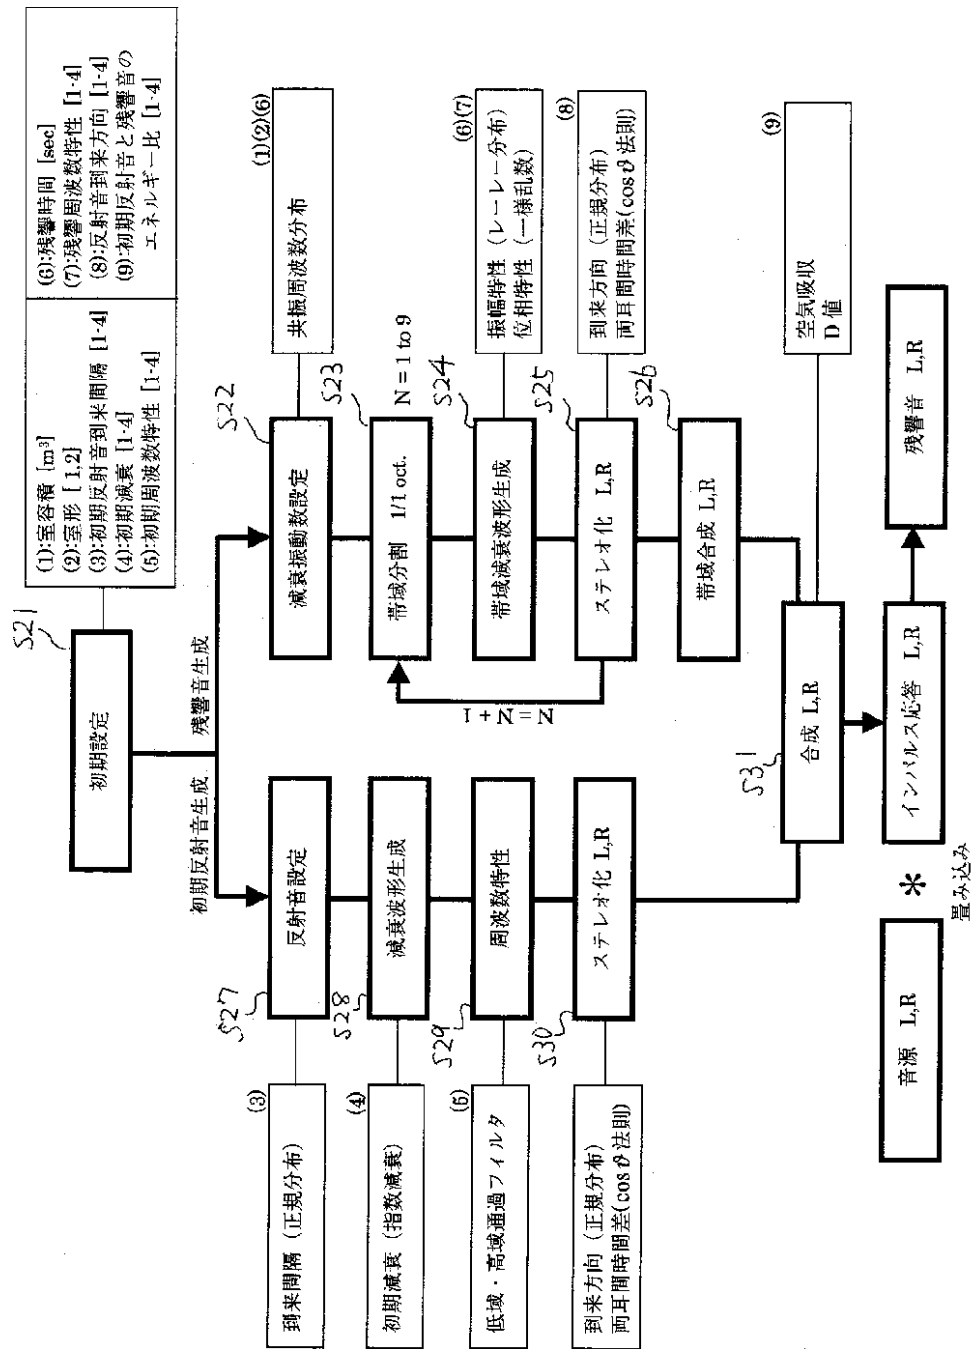 S21
初期設定
(1):室容積 [m³]
(2):室形 [1,2]
(3):初期反射音到来間隔 [1-4]
(4):初期減衰 [1-4]
(5):初期周波数特性 [1-4]
(6):残響時間 [sec]
(7):残響周波数特性 [1-4]
(8):反射音到来方向 [1-4]
(9):初期反射音と残響音の
エネルギー比 [1-4]
初期反射音生成
残響音生成
(3)
到来間隔 (正規分布)
S27
反射音設定
(4)
初期減衰 (指数減衰)
S28
減衰波形生成
(5)
低域・高域通過フィルタ
S29
周波数特性
到来方向 (正規分布)
両耳間時間差(cosθ法則)
S30
ステレオ化 L,R
S22
減衰振動数設定
(1)(2)(6)
共振周波数分布
S23
帯域分割 1/1 oct.
N = 1 to 9
N = N + 1
S24
帯域減衰波形生成
(6)(7)
振幅特性 (レーレー分布)
位相特性 (一様乱数)
S25
ステレオ化 L,R
(8)
到来方向 (正規分布)
両耳間時間差(cosθ法則)
S26
帯域合成 L,R
S31
合成 L,R
(9)
空気吸収
D 値
音源 L,R
*
畳み込み
インパルス応答 L,R
残響音 L,R